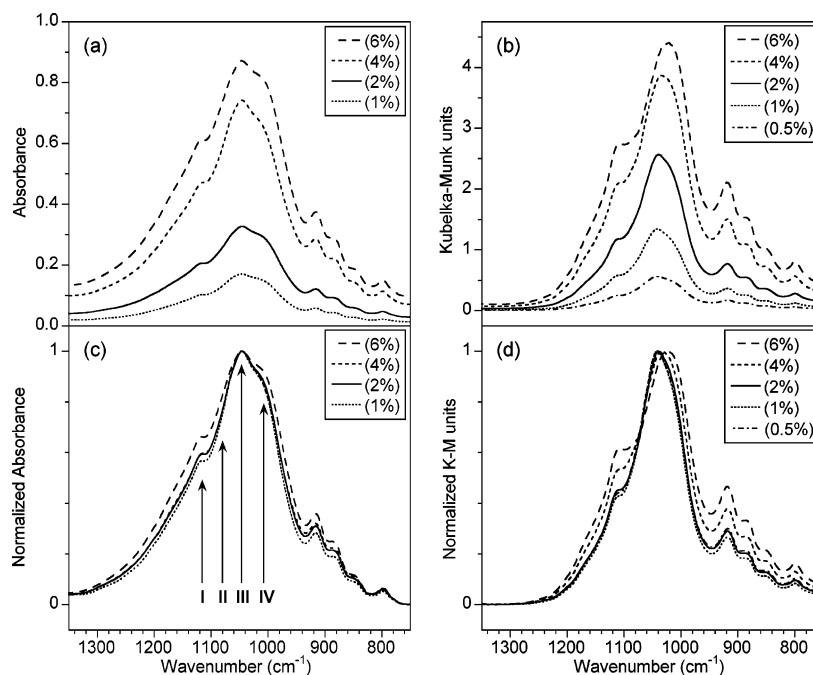 (a)
Absorbance
1.0
0.8
0.6
0.4
0.2
0.0
(6%)
(4%)
(2%)
(1%)
(b)
Kubelka-Munk units
4
3
2
1
0
(6%)
(4%)
(2%)
(1%)
(0.5%)
(c)
Normalized Absorbance
1
0
(6%)
(4%)
(2%)
(1%)
I II III IV
1300 1200 1100 1000 900 800
Wavenumber (cm⁻¹)
(d)
Normalized K-M units
1
0
(6%)
(4%)
(2%)
(1%)
(0.5%)
1300 1200 1100 1000 900 800
Wavenumber (cm⁻¹)